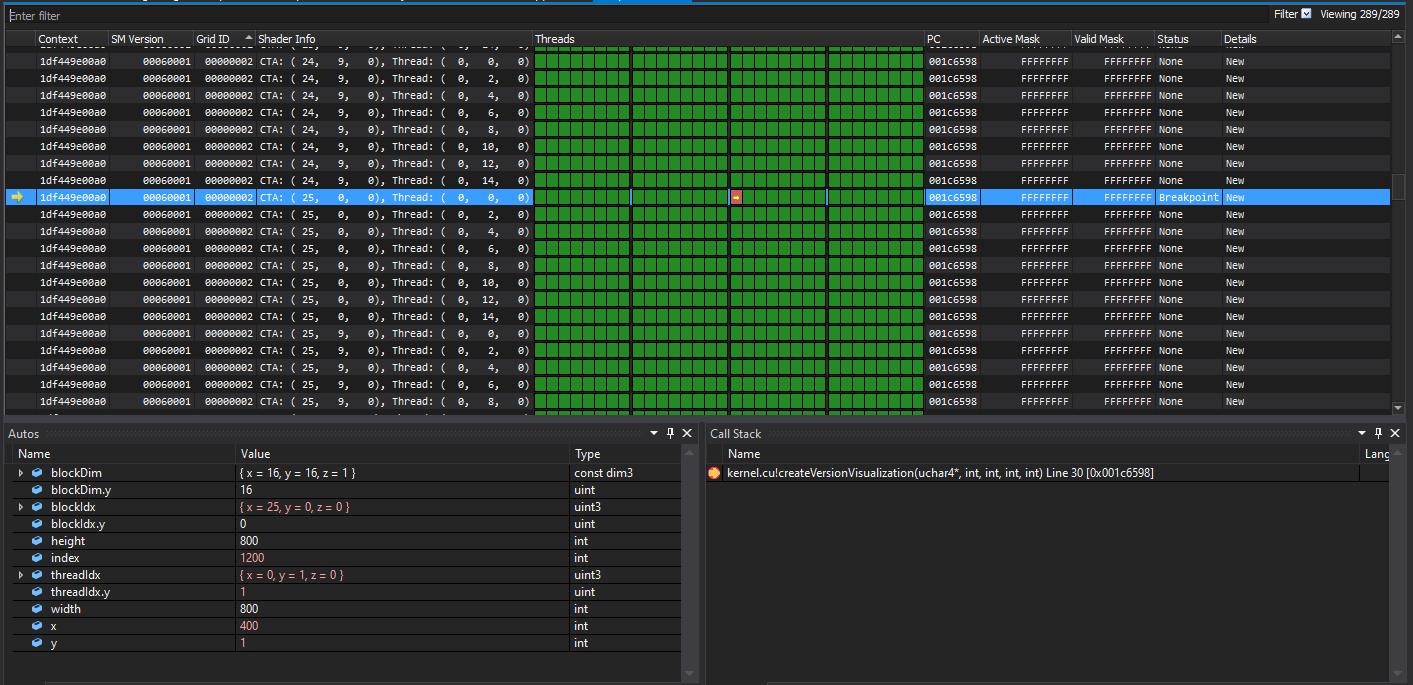 Enter filter Filter Viewing 289/289
Context SM Version Grid ID Shader Info Threads PC Active Mask Valid Mask Status Details
1df449e00a0 00060001 00000002 CTA: ( 24, 9, 0), Thread: ( 0, 0, 0) 001c6598 FFFFFFFF FFFFFFFF None New
1df449e00a0 00060001 00000002 CTA: ( 24, 9, 0), Thread: ( 0, 2, 0) 001c6598 FFFFFFFF FFFFFFFF None New
1df449e00a0 00060001 00000002 CTA: ( 24, 9, 0), Thread: ( 0, 4, 0) 001c6598 FFFFFFFF FFFFFFFF None New
1df449e00a0 00060001 00000002 CTA: ( 24, 9, 0), Thread: ( 0, 6, 0) 001c6598 FFFFFFFF FFFFFFFF None New
1df449e00a0 00060001 00000002 CTA: ( 24, 9, 0), Thread: ( 0, 8, 0) 001c6598 FFFFFFFF FFFFFFFF None New
1df449e00a0 00060001 00000002 CTA: ( 24, 9, 0), Thread: ( 0, 10, 0) 001c6598 FFFFFFFF FFFFFFFF None New
1df449e00a0 00060001 00000002 CTA: ( 24, 9, 0), Thread: ( 0, 12, 0) 001c6598 FFFFFFFF FFFFFFFF None New
1df449e00a0 00060001 00000002 CTA: ( 24, 9, 0), Thread: ( 0, 14, 0) 001c6598 FFFFFFFF FFFFFFFF None New
1df449e00a0 00060001 00000002 CTA: ( 25, 0, 0), Thread: ( 0, 0, 0) 001c6598 FFFFFFFF FFFFFFFF Breakpoint New
1df449e00a0 00060001 00000002 CTA: ( 25, 0, 0), Thread: ( 0, 2, 0) 001c6598 FFFFFFFF FFFFFFFF None New
1df449e00a0 00060001 00000002 CTA: ( 25, 0, 0), Thread: ( 0, 4, 0) 001c6598 FFFFFFFF FFFFFFFF None New
1df449e00a0 00060001 00000002 CTA: ( 25, 0, 0), Thread: ( 0, 6, 0) 001c6598 FFFFFFFF FFFFFFFF None New
1df449e00a0 00060001 00000002 CTA: ( 25, 0, 0), Thread: ( 0, 8, 0) 001c6598 FFFFFFFF FFFFFFFF None New
1df449e00a0 00060001 00000002 CTA: ( 25, 0, 0), Thread: ( 0, 10, 0) 001c6598 FFFFFFFF FFFFFFFF None New
1df449e00a0 00060001 00000002 CTA: ( 25, 0, 0), Thread: ( 0, 12, 0) 001c6598 FFFFFFFF FFFFFFFF None New
1df449e00a0 00060001 00000002 CTA: ( 25, 0, 0), Thread: ( 0, 14, 0) 001c6598 FFFFFFFF FFFFFFFF None New
1df449e00a0 00060001 00000002 CTA: ( 25, 9, 0), Thread: ( 0, 0, 0) 001c6598 FFFFFFFF FFFFFFFF None New
1df449e00a0 00060001 00000002 CTA: ( 25, 9, 0), Thread: ( 0, 2, 0) 001c6598 FFFFFFFF FFFFFFFF None New
1df449e00a0 00060001 00000002 CTA: ( 25, 9, 0), Thread: ( 0, 4, 0) 001c6598 FFFFFFFF FFFFFFFF None New
1df449e00a0 00060001 00000002 CTA: ( 25, 9, 0), Thread: ( 0, 6, 0) 001c6598 FFFFFFFF FFFFFFFF None New
1df449e00a0 00060001 00000002 CTA: ( 25, 9, 0), Thread: ( 0, 8, 0) 001c6598 FFFFFFFF FFFFFFFF None New
Autos
Name Value Type
blockDim { x = 16, y = 16, z = 1 } const dim3
blockDim.y 16 uint
blockIdx { x = 25, y = 0, z = 0 } uint3
blockIdx.y 0 uint
height 800 int
index 1200 int
threadIdx { x = 0, y = 1, z = 0 } uint3
threadIdx.y 1 uint
width 800 int
x 400 int
y 1 int
Call Stack
Name Lang
kernel.cu!createVersionVisualization(uchar4*, int, int, int, int) Line 30 [0x001c6598]